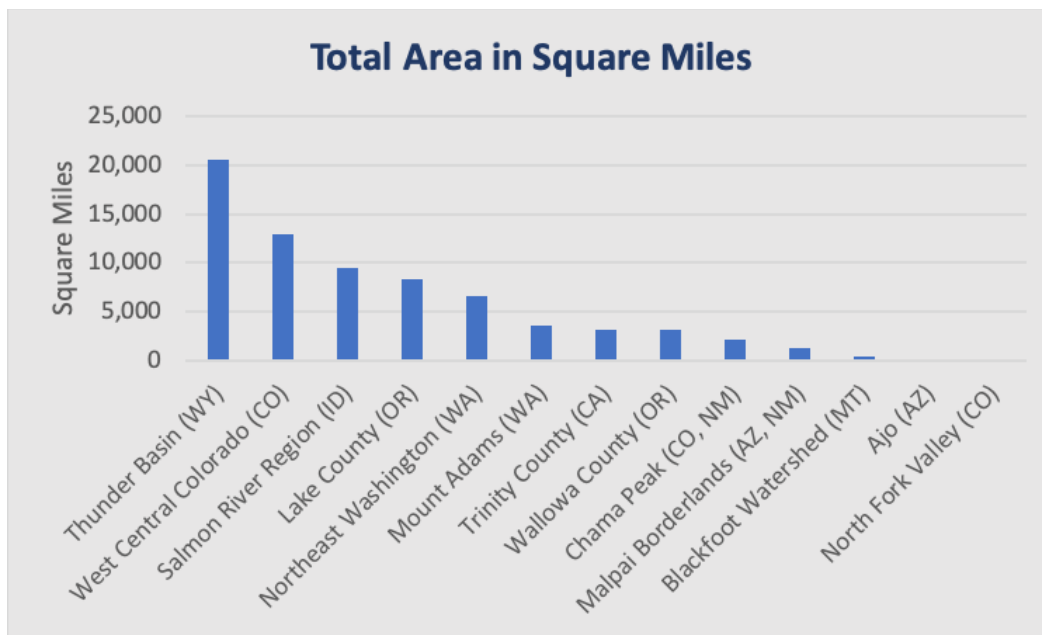 Total Area in Square Miles
Square Miles
25,000
20,000
15,000
10,000
5,000
0
Thunder Basin (WY)
West Central Colorado (CO)
Salmon River Region (ID)
Lake County (OR)
Northeast Washington (WA)
Mount Adams (WA)
Trinity County (CA)
Wallowa County (OR)
Chama Peak (CO, NM)
Malpai Borderlands (AZ, NM)
Blackfoot Watershed (MT)
Ajo (AZ)
North Fork Valley (CO)